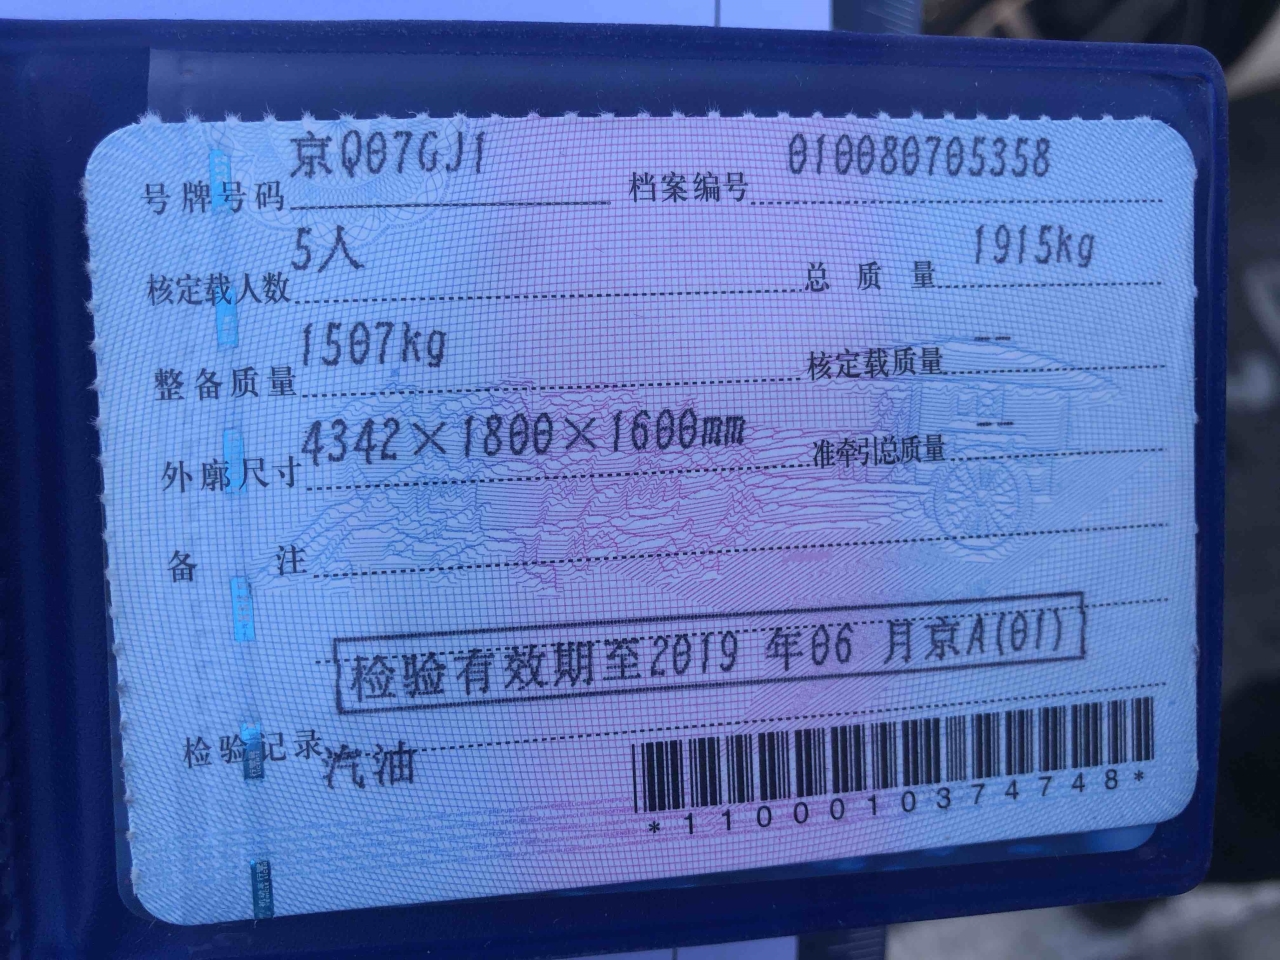 号牌号码 京Q07GJ1 档案编号 010080705358
核定载人数 5人 总质量 1915kg
整备质量 1507kg 核定载质量 --
外廓尺寸 4342×1800×1600mm 准牵引总质量 --
备注
检验有效期至2019 年06 月京A(01)
检验记录 汽油
*1100010374748*